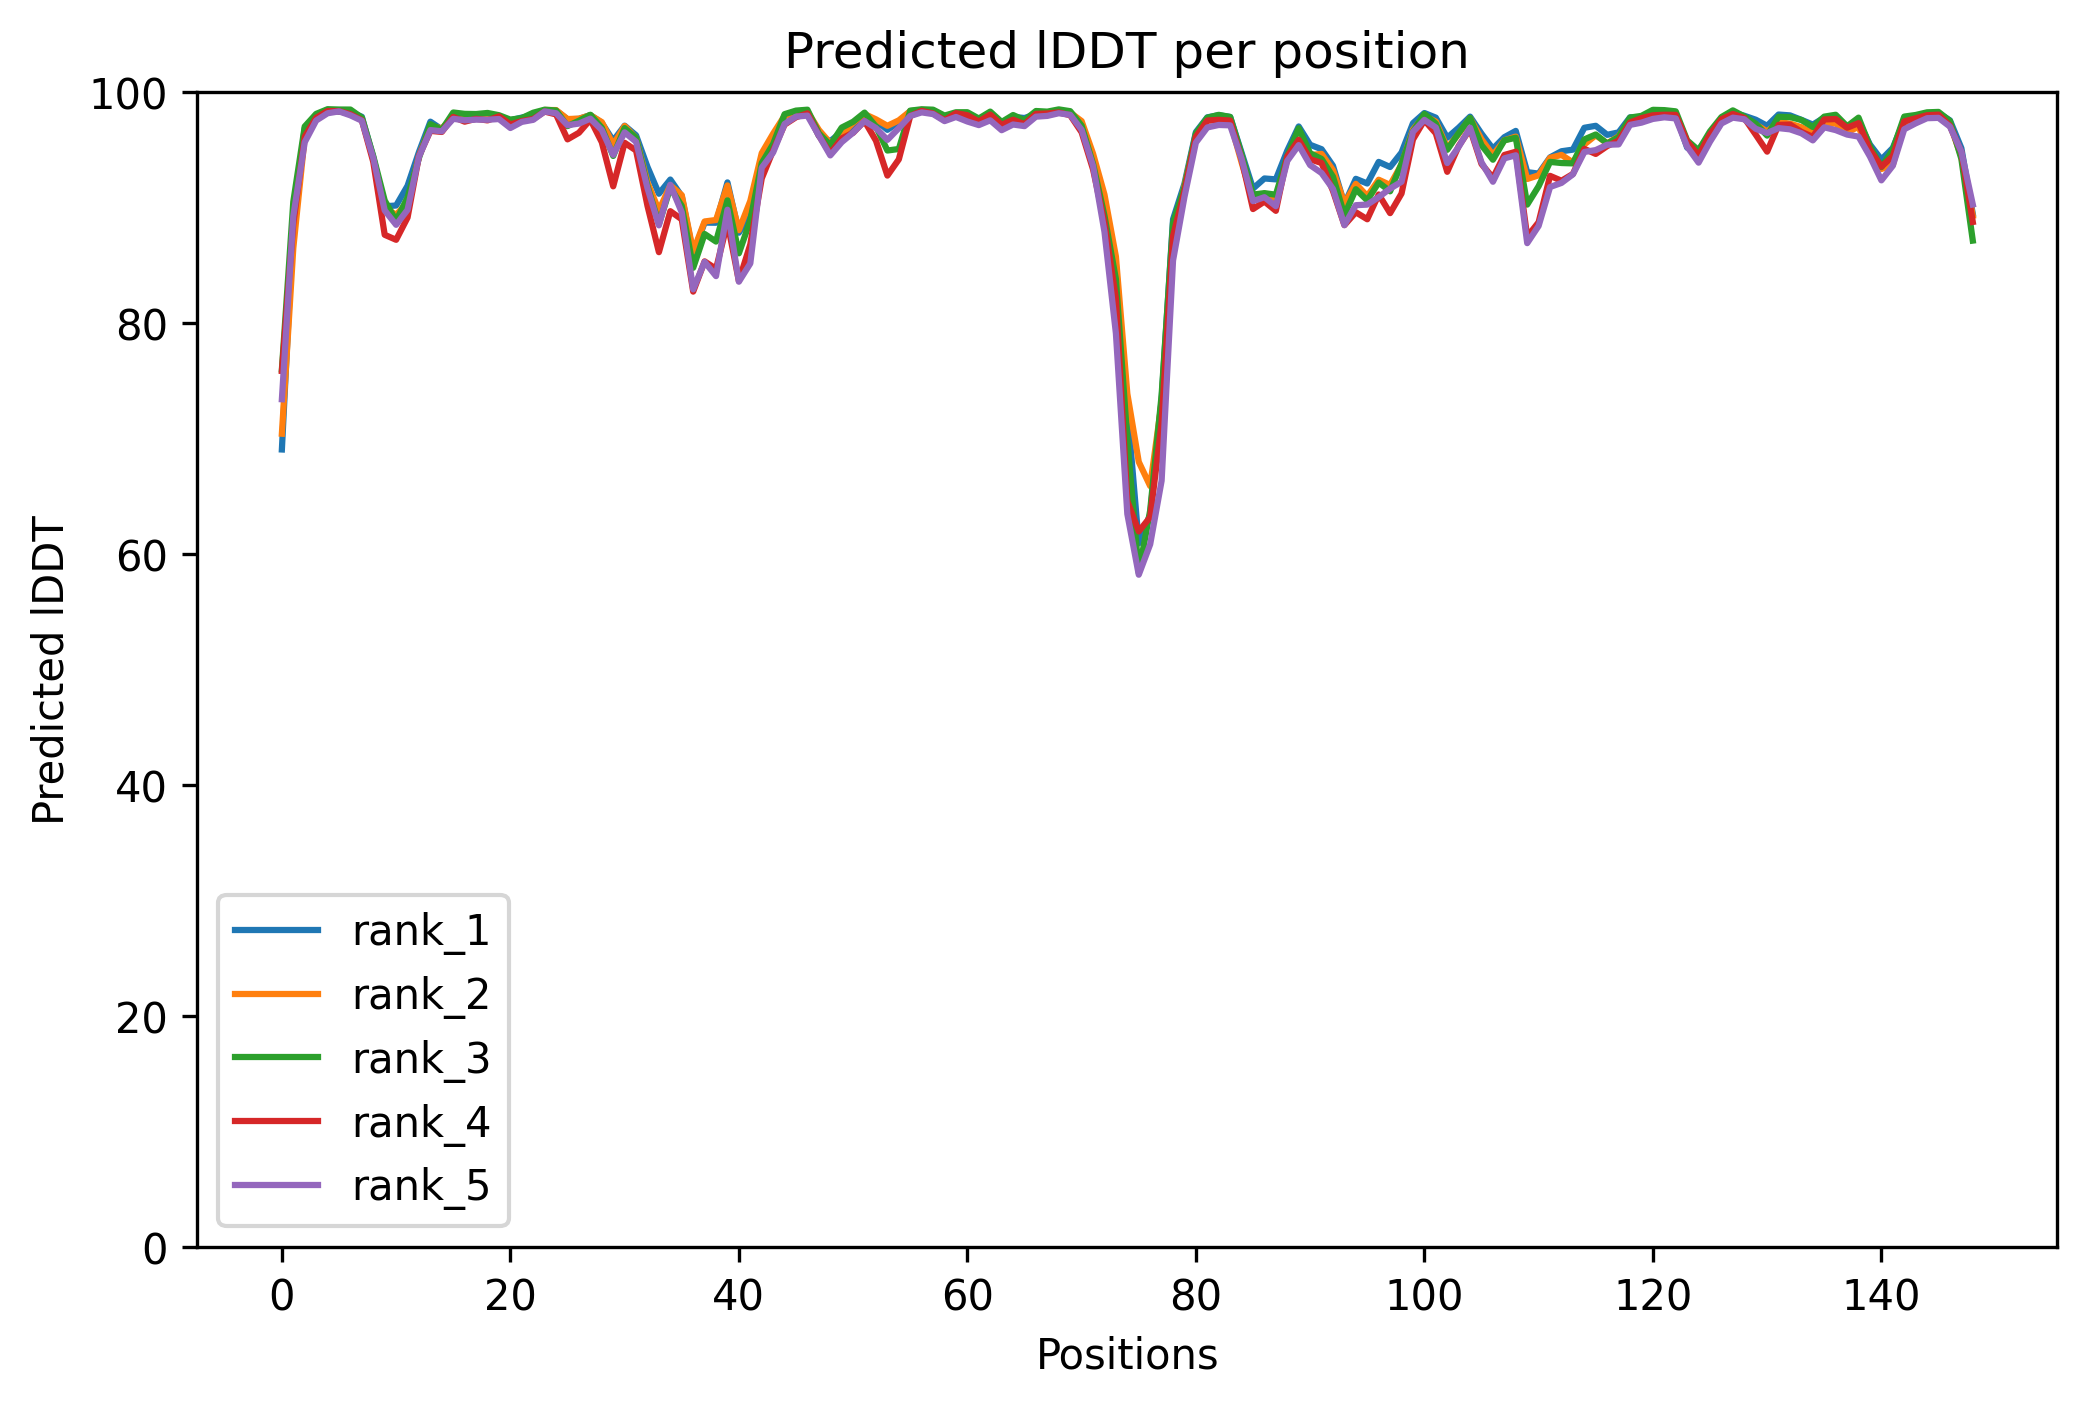 Predicted lDDT per position
100
80
60
40
20
0
Predicted lDDT
rank_1
rank_2
rank_3
rank_4
rank_5
0 20 40 60 80 100 120 140
Positions